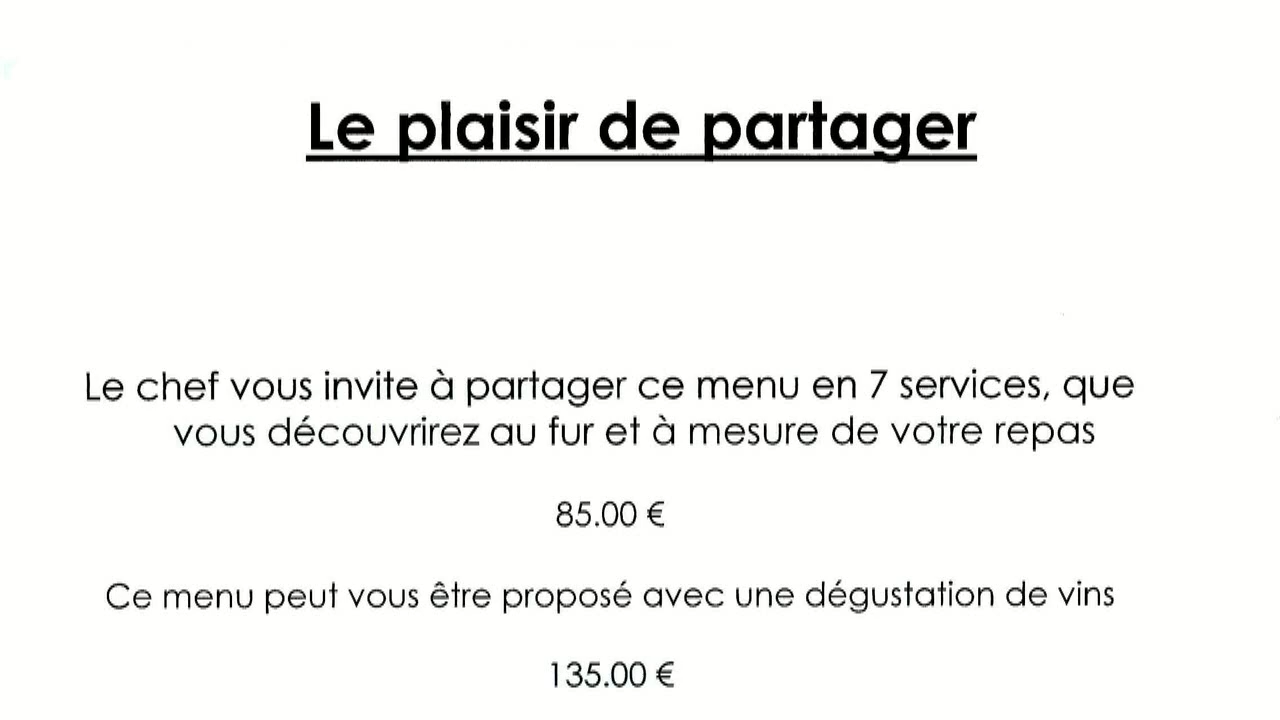 Le plaisir de partager
Le chef vous invite à partager ce menu en 7 services, que
vous découvrirez au fur et à mesure de votre repas
85.00 €
Ce menu peut vous être proposé avec une dégustation de vins
135.00 €